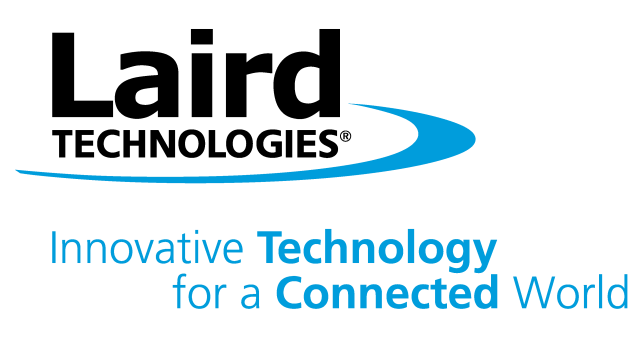 Laird
TECHNOLOGIES®
Innovative Technology
for a Connected World